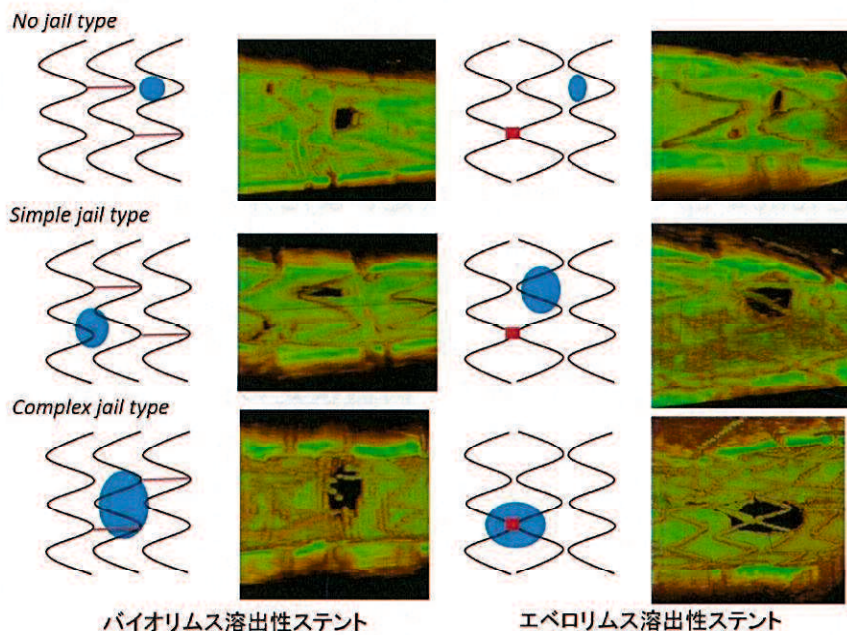 No jail type
Simple jail type
Complex jail type
バイオリムス溶出性ステント
エベロリムス溶出性ステント